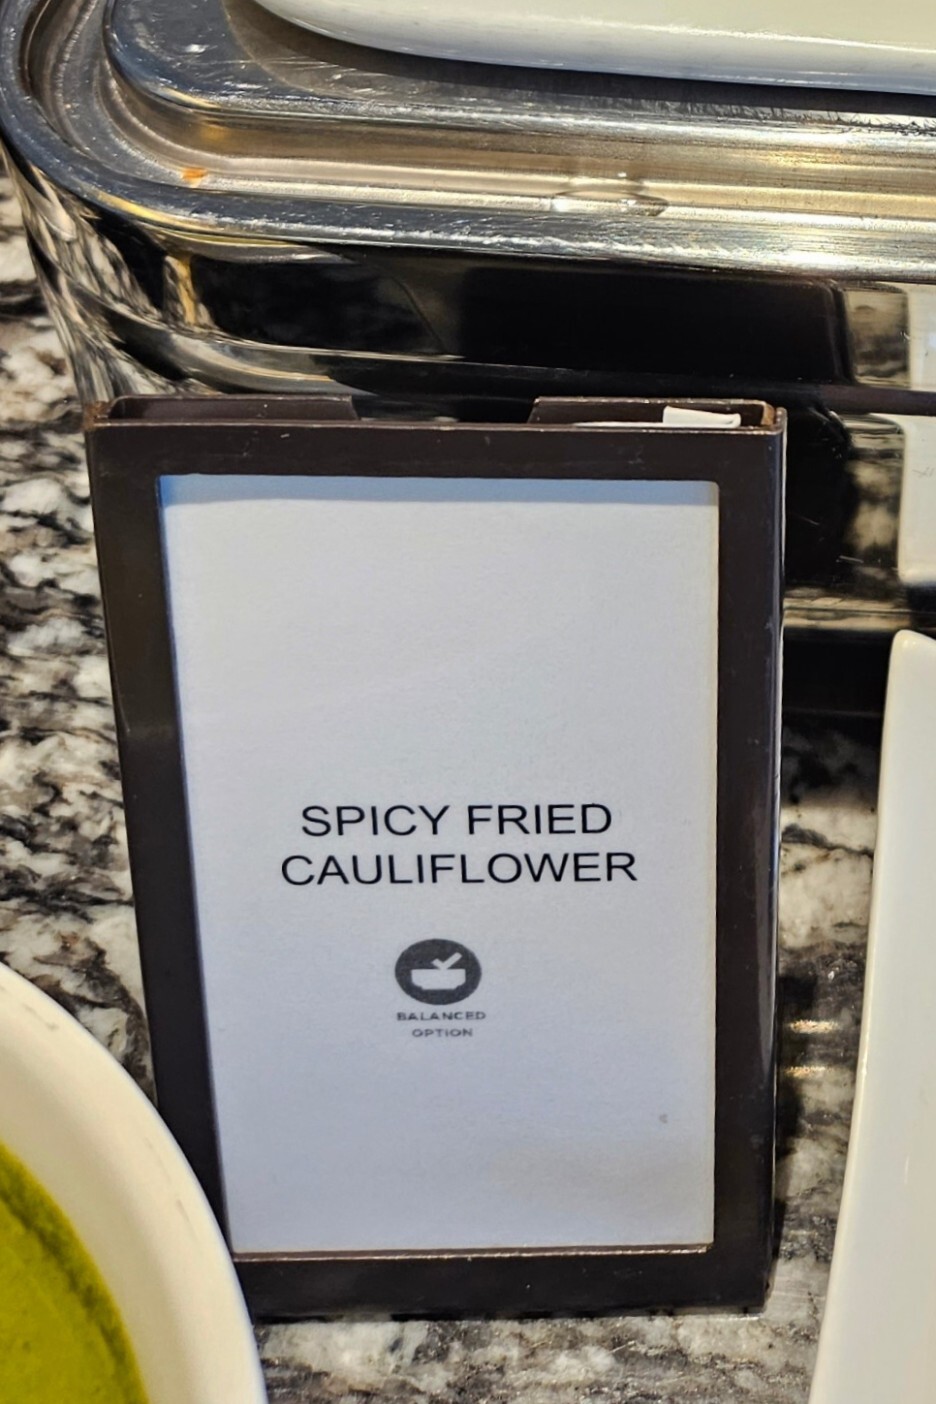 SPICY FRIED
CAULIFLOWER
BALANCED
OPTION